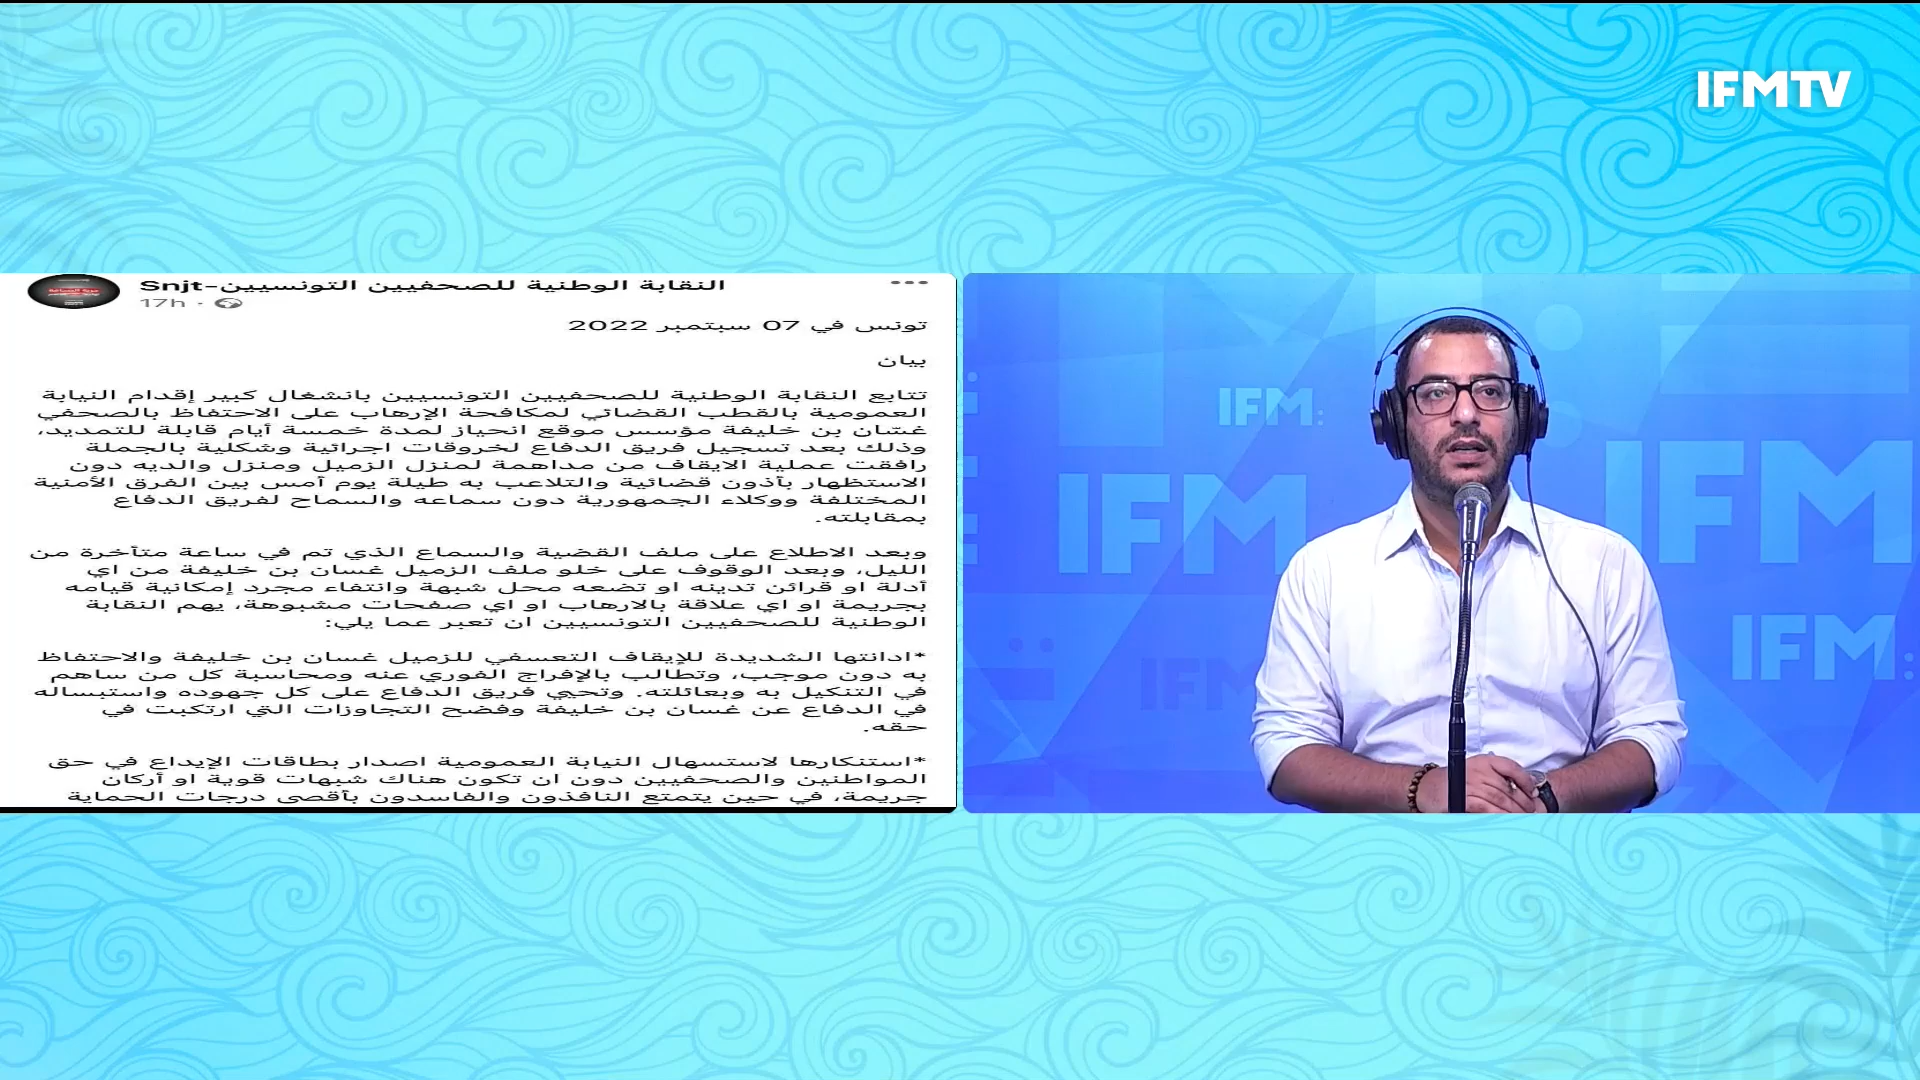 IFMTV
النقابة الوطنية للصحفيين التونسيين-Snjt
17h
تونس في 07 سبتمبر 2022
بيان
تتابع النقابة الوطنية للصحفيين التونسيين بانشغال كبير إقدام النيابة
العمومية بالقطب القضائي لمكافحة الإرهاب على الاحتفاظ بالصحفي
غسّان بن خليفة مؤسس موقع انحياز لمدة خمسة أيام قابلة للتمديد،
وذلك بعد تسجيل فريق الدفاع لخروقات اجرائية وشكلية بالجملة
رافقت عملية الايقاف من مداهمة لمنزل الزميل ومنزل والديه دون
الاستظهار بآذون قضائية والتلاعب به طيلة يوم آمس بين الفرق الأمنية
المختلفة ووكلاء الجمهورية دون سماعه والسماح لفريق الدفاع
بمقابلته.
وبعد الاطلاع على ملف القضية والسماع الذي تم في ساعة متأخرة من
الليل، وبعد الوقوف على خلو ملف الزميل غسان بن خليفة من اي
أدلة او قرائن تدينه او تضعه محل شبهة وانتفاء مجرد إمكانية قيامه
بجريمة او اي علاقة بالارهاب او اي صفحات مشبوهة، يهم النقابة
الوطنية للصحفيين التونسيين ان تعبر عما يلي:
*ادانتها الشديدة للإيقاف التعسفي للزميل غسان بن خليفة والاحتفاظ
به دون موجب، وتطالب بالإفراج الفوري عنه ومحاسبة كل من ساهم
في التنكيل به وبعائلته. وتحيي فريق الدفاع على كل جهوده واستبساله
في الدفاع عن غسان بن خليفة وفضح التجاوزات التي ارتكبت في
حقه.
*استنكارها لاستسهال النيابة العمومية اصدار بطاقات الإيداع في حق
المواطنين والصحفيين دون ان تكون هناك شبهات قوية او أركان
جريمة، في حين يتمتع النافذون والفاسدون بأقصى درجات الحماية
IFM:
IFM
IFM
IFM
IFM: